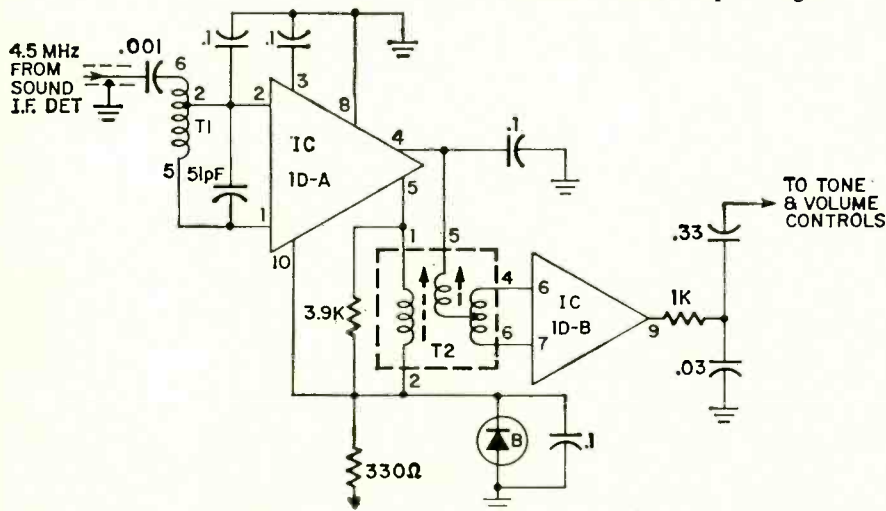 4.5 MHz
FROM
SOUND
I.F. DET
.001
6
2
T1
5
51pF
.1
.1
3
2
8
IC
1D-A
4
5
1
10
.1
1
5
3.9K
T2
4
6
2
6
IC
1D-B
7
9
1K
.33
TO TONE
& VOLUME
CONTROLS
.03
B
.1
330Ω